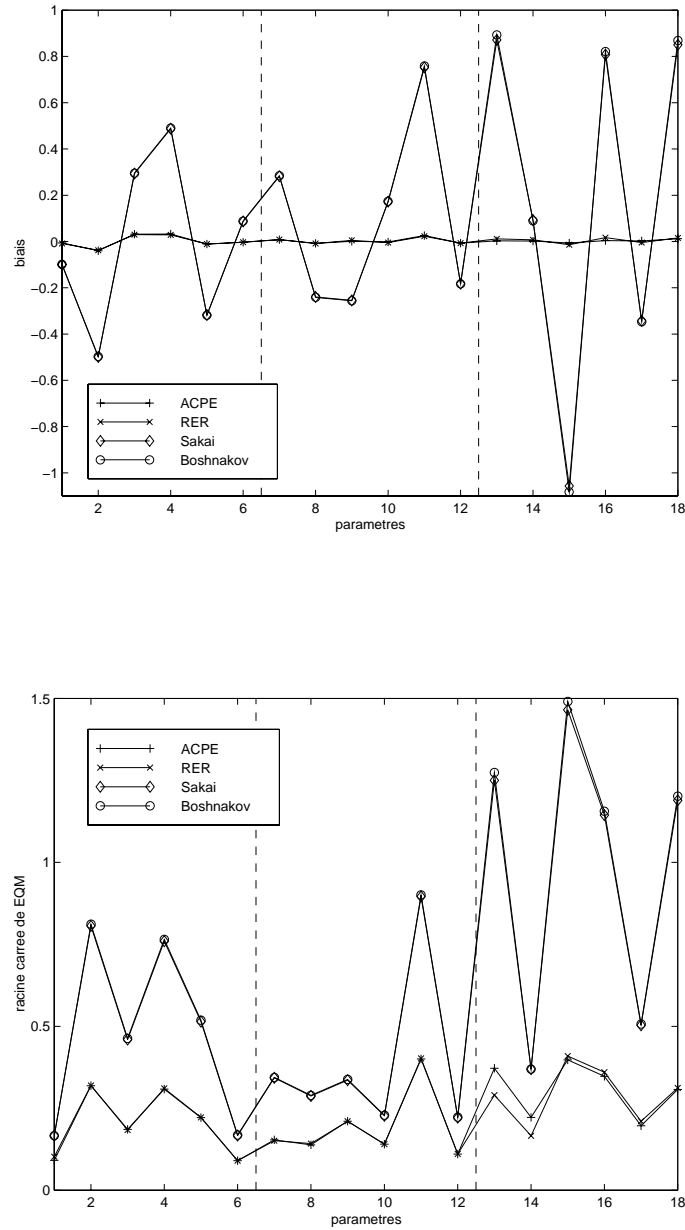 1
0.8
0.6
0.4
0.2
0
−0.2
−0.4
−0.6
−0.8
−1
biais
ACPE
RER
Sakai
Boshnakov
2 4 6 8 10 12 14 16 18
parametres
1.5
1
0.5
0
racine carree de EQM
ACPE
RER
Sakai
Boshnakov
2 4 6 8 10 12 14 16 18
parametres